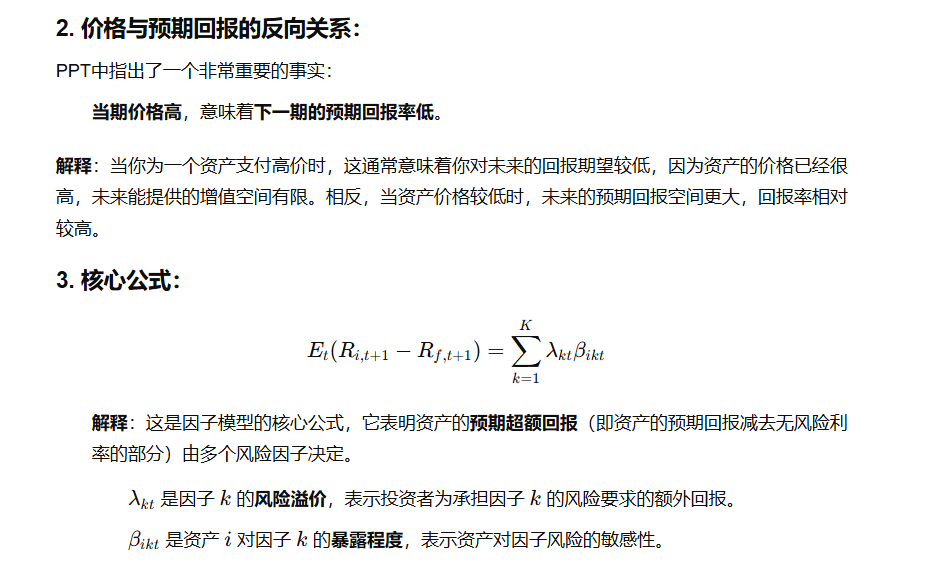 2. 价格与预期回报的反向关系：
PPT中指出了一个非常重要的事实：
当期价格高，意味着下一期的预期回报率低。
解释：当你为一个资产支付高价时，这通常意味着你对未来的回报期望较低，因为资产的价格已经很
高，未来能提供的增值空间有限。相反，当资产价格较低时，未来的预期回报空间更大，回报率相对
较高。
3. 核心公式：
$E_t(R_{i,t+1} - R_{f,t+1}) = \sum_{k=1}^{K} \lambda_{kt}\beta_{ikt}$
解释：这是因子模型的核心公式，它表明资产的预期超额回报（即资产的预期回报减去无风险利
率的部分）由多个风险因子决定。
$\lambda_{kt}$ 是因子 $k$ 的风险溢价，表示投资者为承担因子 $k$ 的风险要求的额外回报。
$\beta_{ikt}$ 是资产 $i$ 对因子 $k$ 的暴露程度，表示资产对因子风险的敏感性。